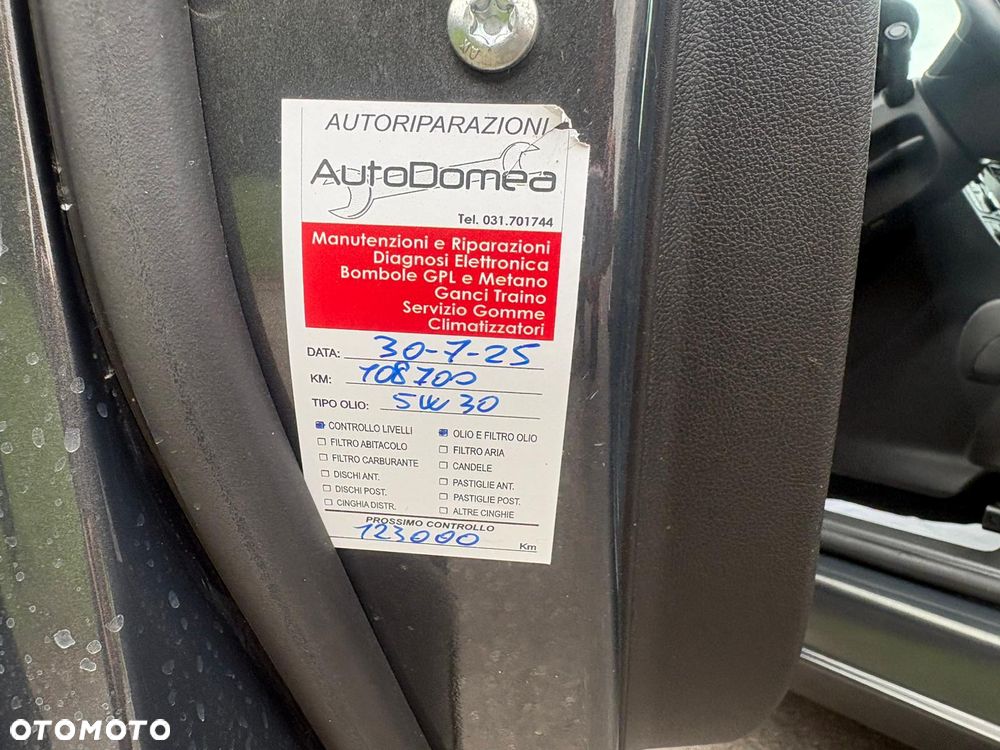 AUTORIPARAZIONI
AutoDomea
Tel. 031.701744
Manutenzioni e Riparazioni
Diagnosi Elettronica
Bombole GPL e Metano
Ganci Traino
Servizio Gomme
Climatizzatori
DATA: 30-7-25
KM: 108700
TIPO OLIO: 5W30
CONTROLLO LIVELLI OLIO E FILTRO OLIO
FILTRO ABITACOLO FILTRO ARIA
FILTRO CARBURANTE CANDELE
DISCHI ANT. PASTIGLIE ANT.
DISCHI POST. PASTIGLIE POST.
CINGHIA DISTR. ALTRE CINGHIE
PROSSIMO CONTROLLO
123000 Km
OTOMOTO